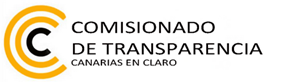 C
COMISIONADO
DE TRANSPARENCIA
CANARIAS EN CLARO